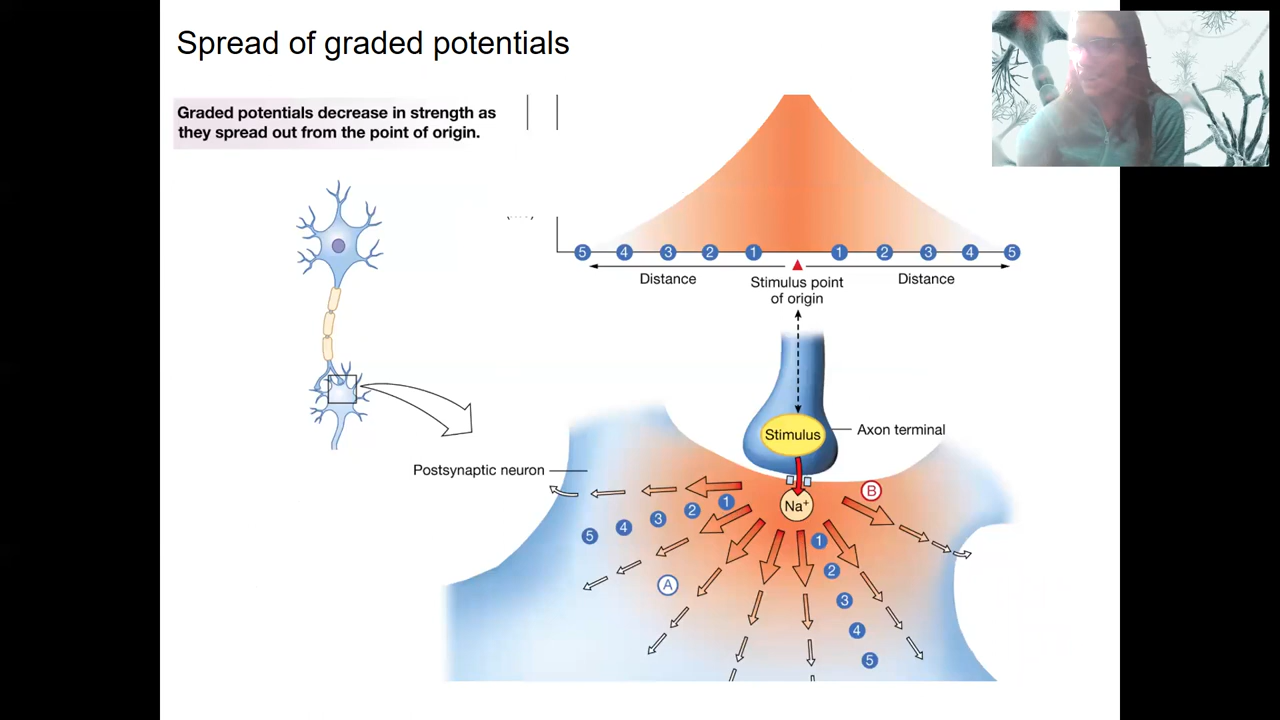 Spread of graded potentials
Graded potentials decrease in strength as
they spread out from the point of origin.
5 4 3 2 1 1 2 3 4 5
Distance
Distance
Stimulus point
of origin
Stimulus
Axon terminal
Postsynaptic neuron
Na+
B
1
2
3
4
5
A
1
2
3
4
5